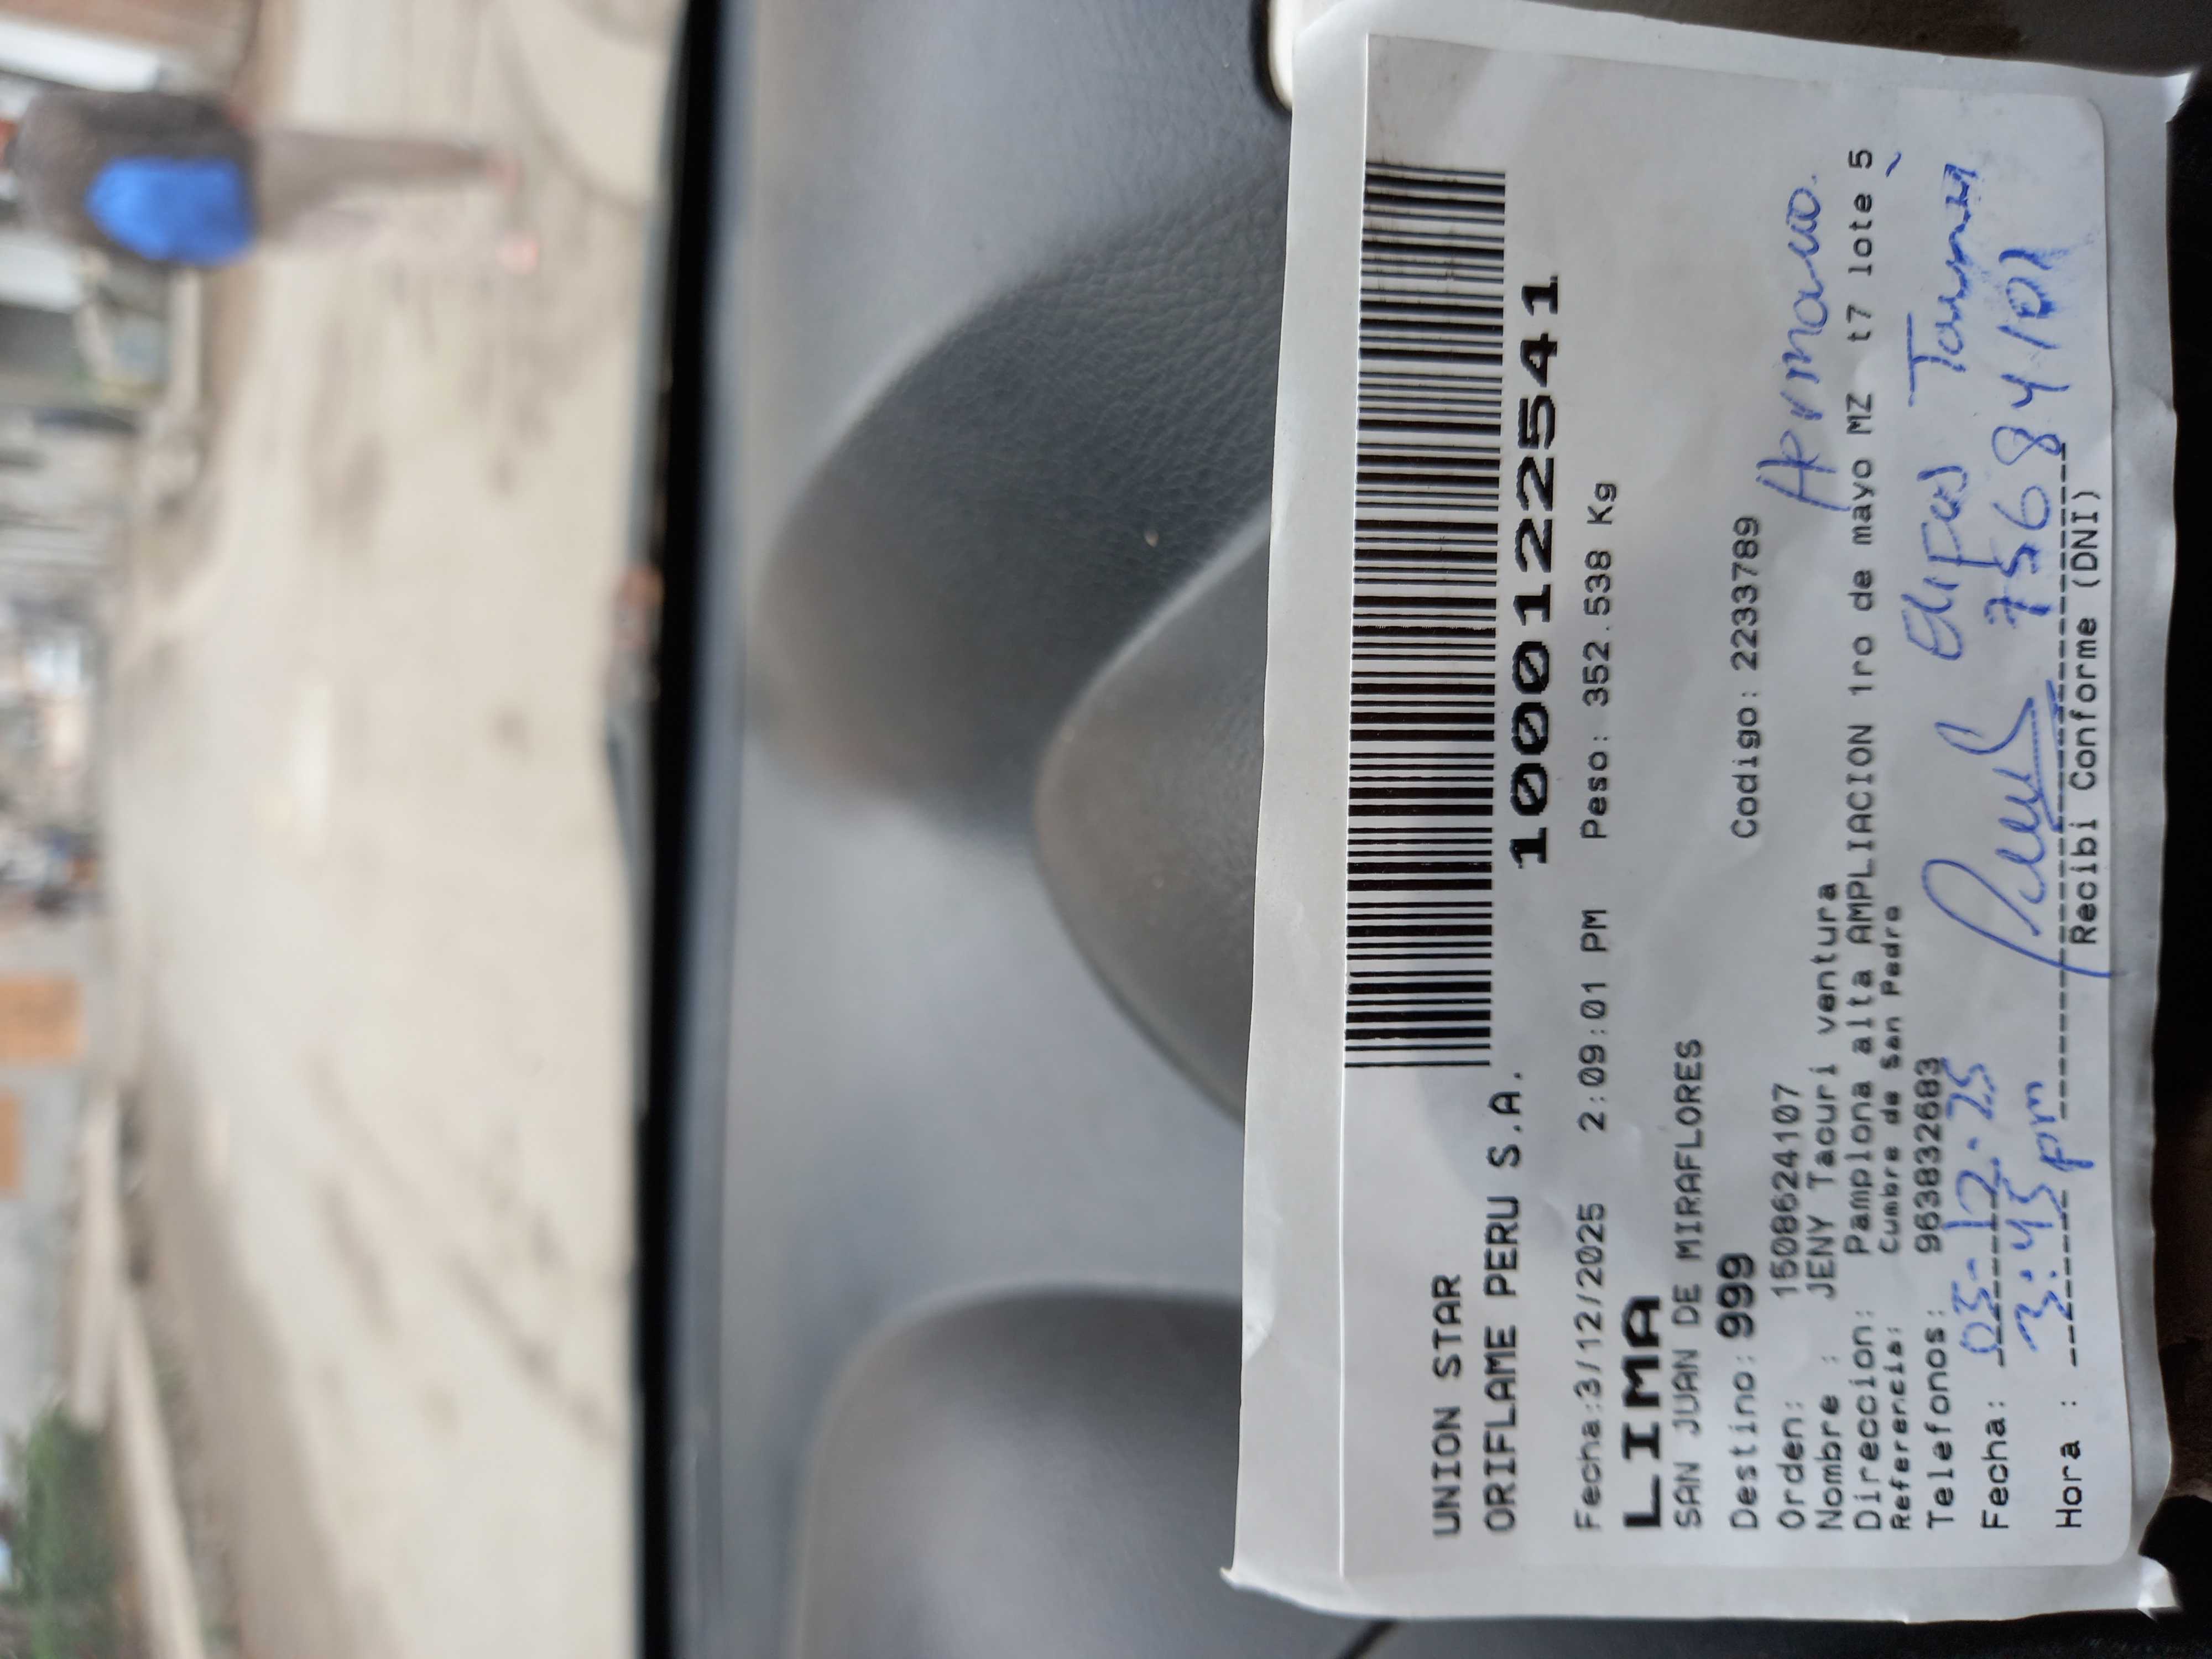 UNION STAR
ORIFLAME PERU S.A.
10001222541
Fecha:3/12/2025 2:09:01 PM Peso: 352.538 Kg
LIMA
SAN JUAN DE MIRAFLORES
Destino: 999 Codigo: 2233789
Orden: 1508624107
Nombre : JENY Tacuri ventura
Direccion: Pamplona alta AMPLIACION 1ro de mayo MZ t7 lote 5
Referencia: Cumbre de San Pedro
Telefonos: 963832683
Fecha: 05-12-25
Hora : 3:45 pm
Recibi Conforme (DNI)